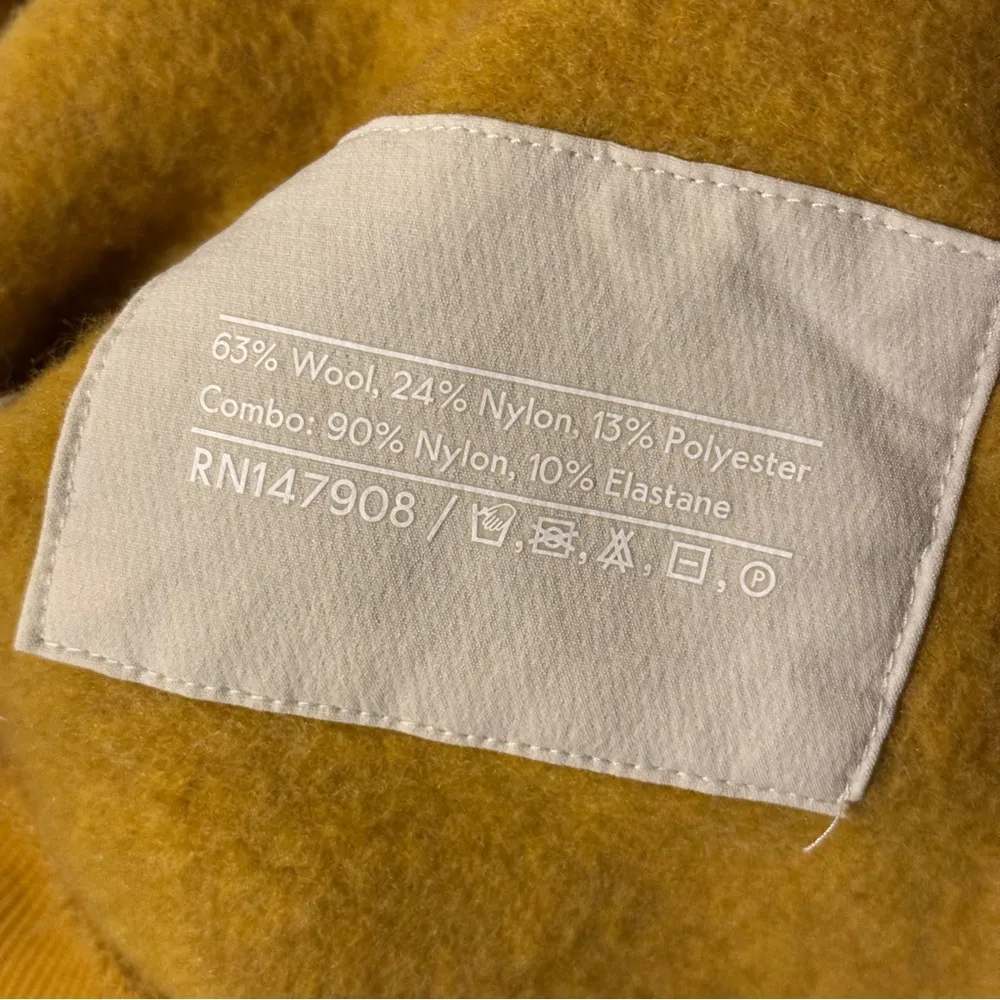 63% Wool, 24% Nylon, 13% Polyester
Combo: 90% Nylon, 10% Elastane
RN147908 / , , , , P